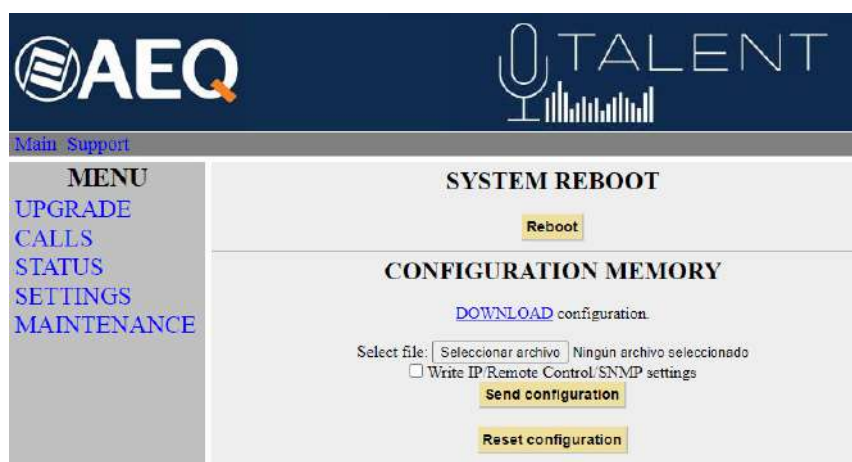 AEQ
TALENT
Main Support
MENU
UPGRADE
CALLS
STATUS
SETTINGS
MAINTENANCE
SYSTEM REBOOT
Reboot
CONFIGURATION MEMORY
DOWNLOAD configuration.
Select file: Seleccionar archivo Ningún archivo seleccionado
Write IP/Remote Control/SNMP settings
Send configuration
Reset configuration